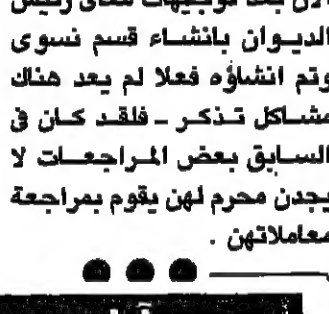 الآن بعد توجيهات معالى رئيس
الديوان بانشاء قسم نسوى
وتم انشاؤه فعلا لم يعد هناك
مشاكل تذكر - فلقد كان فى
السابق بعض المراجعات لا
يجدن محرم لهن يقوم بمراجعة
معاملاتهن .